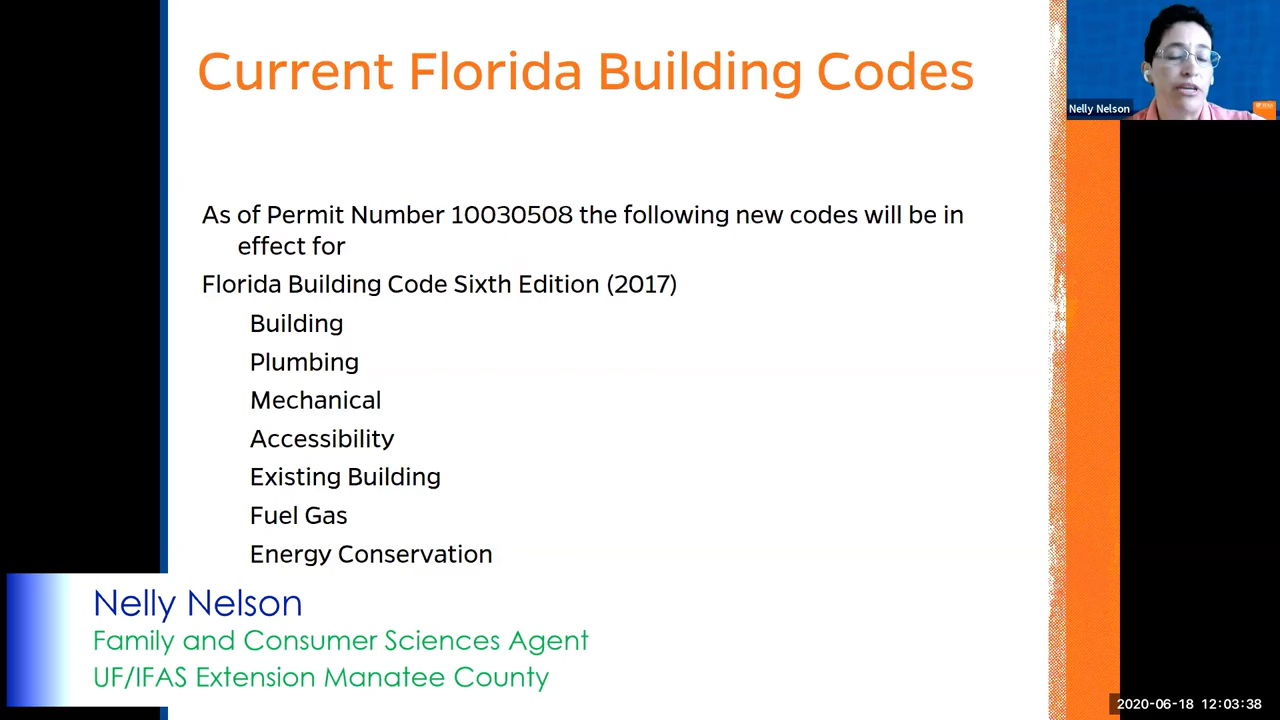 Current Florida Building Codes
Nelly Nelson
As of Permit Number 10030508 the following new codes will be in
effect for
Florida Building Code Sixth Edition (2017)
Building
Plumbing
Mechanical
Accessibility
Existing Building
Fuel Gas
Energy Conservation
Nelly Nelson
Family and Consumer Sciences Agent
UF/IFAS Extension Manatee County
2020-06-18 12:03:38